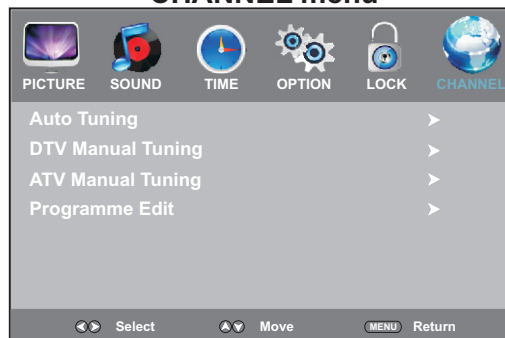 CHANNEL menu
PICTURE SOUND TIME OPTION LOCK CHANNEL
Auto Tuning
DTV Manual Tuning
ATV Manual Tuning
Programme Edit
Select Move MENU Return